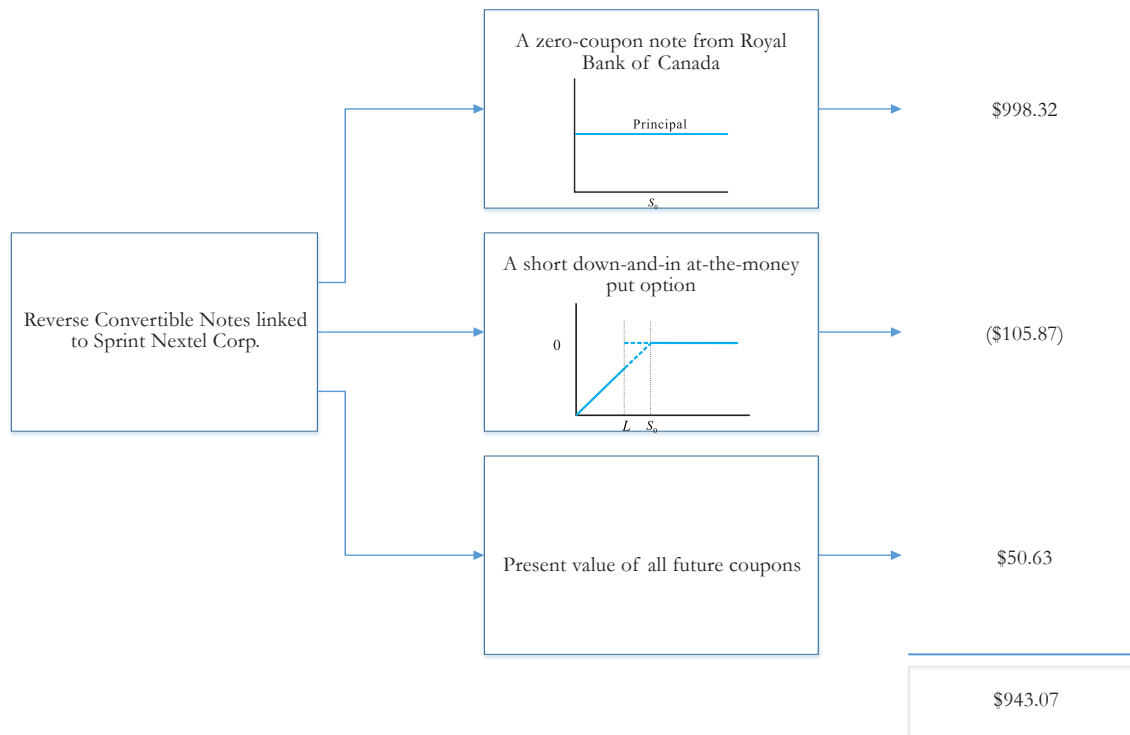 A zero-coupon note from Royal
Bank of Canada
Principal
S₀
$998.32
Reverse Convertible Notes linked
to Sprint Nextel Corp.
A short down-and-in at-the-money
put option
0
L S₀
($105.87)
Present value of all future coupons
$50.63
$943.07